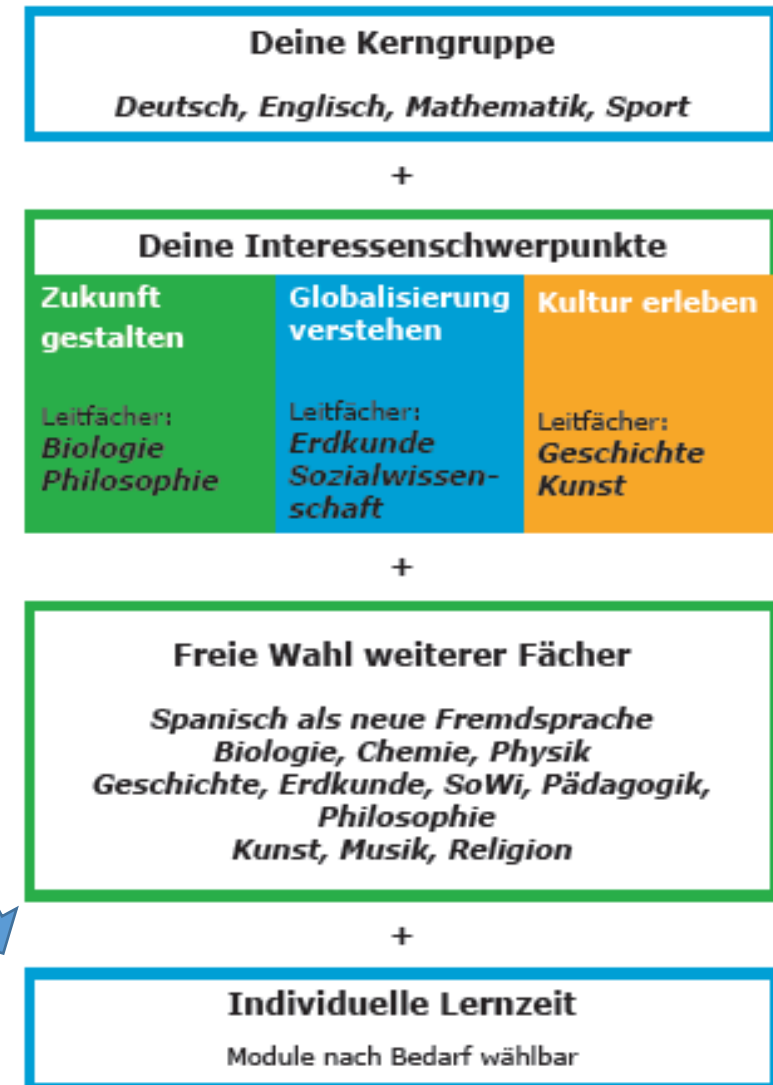 Deine Kerngruppe
Deutsch, Englisch, Mathematik, Sport
+
Deine Interessenschwerpunkte
Zukunft
gestalten
Leitfächer:
Biologie
Philosophie
Globalisierung
verstehen
Leitfächer:
Erdkunde
Sozialwissen-
schaft
Kultur erleben
Leitfächer:
Geschichte
Kunst
+
Freie Wahl weiterer Fächer
Spanisch als neue Fremdsprache
Biologie, Chemie, Physik
Geschichte, Erdkunde, SoWi, Pädagogik,
Philosophie
Kunst, Musik, Religion
+
Individuelle Lernzeit
Module nach Bedarf wählbar